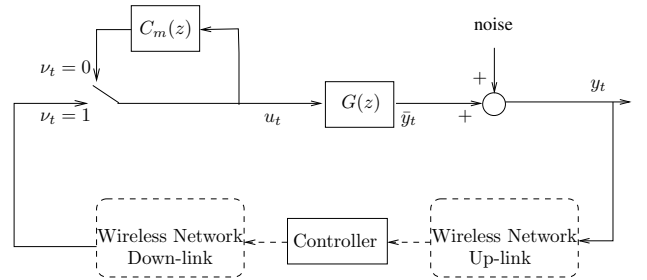 C_m(z)
noise
ν_t = 0
+
y_t
ν_t = 1
u_t
G(z)
ȳ_t
+
Wireless Network
Down-link
Controller
Wireless Network
Up-link